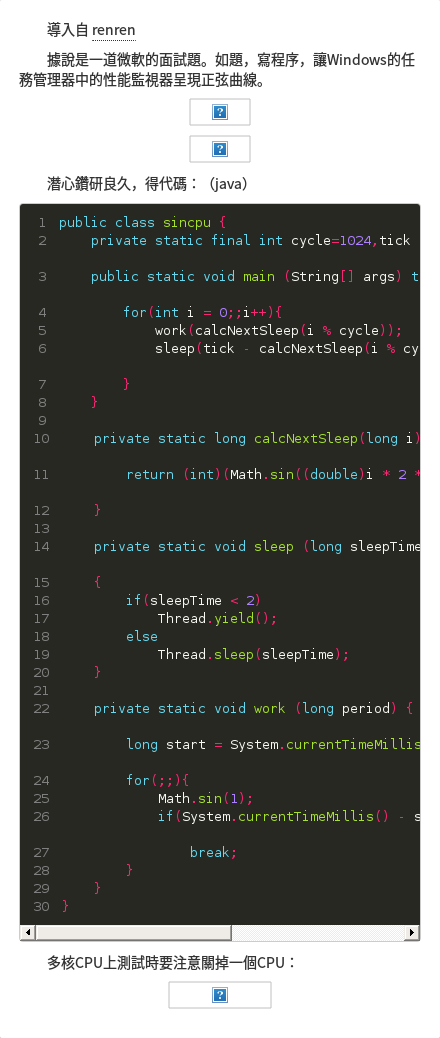 導入自 renren
據說是一道微軟的面試題。如題，寫程序，讓Windows的任
務管理器中的性能監視器呈現正弦曲線。
潛心鑽研良久，得代碼：（java）
1 public class sincpu {
2 private static final int cycle=1024,tick
3 public static void main (String[] args) t
4 for(int i = 0;;i++){
5 work(calcNextSleep(i % cycle));
6 sleep(tick - calcNextSleep(i % cy
7 }
8 }
9
10 private static long calcNextSleep(long i)
11 return (int)(Math.sin((double)i * 2 *
12 }
13
14 private static void sleep (long sleepTime
15 {
16 if(sleepTime < 2)
17 Thread.yield();
18 else
19 Thread.sleep(sleepTime);
20 }
21
22 private static void work (long period) {
23 long start = System.currentTimeMillis
24 for(;;){
25 Math.sin(1);
26 if(System.currentTimeMillis() - s
27 break;
28 }
29 }
30 }
多核CPU上測試時要注意關掉一個CPU：